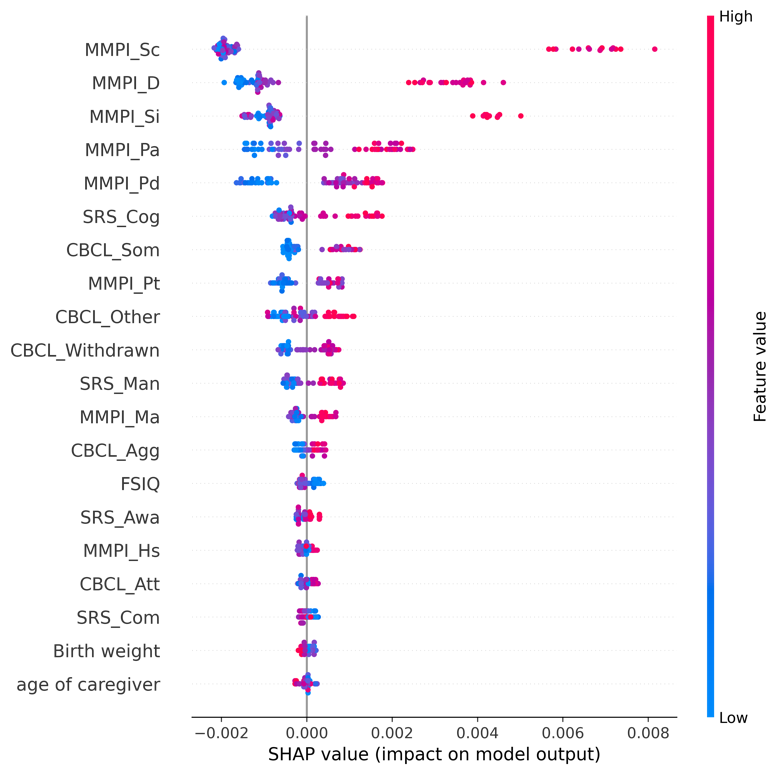 High
MMPI_Sc
MMPI_D
MMPI_Si
MMPI_Pa
MMPI_Pd
SRS_Cog
CBCL_Som
MMPI_Pt
CBCL_Other
CBCL_Withdrawn
SRS_Man
MMPI_Ma
CBCL_Agg
FSIQ
SRS_Awa
MMPI_Hs
CBCL_Att
SRS_Com
Birth weight
age of caregiver
Feature value
Low
−0.002 0.000 0.002 0.004 0.006 0.008
SHAP value (impact on model output)